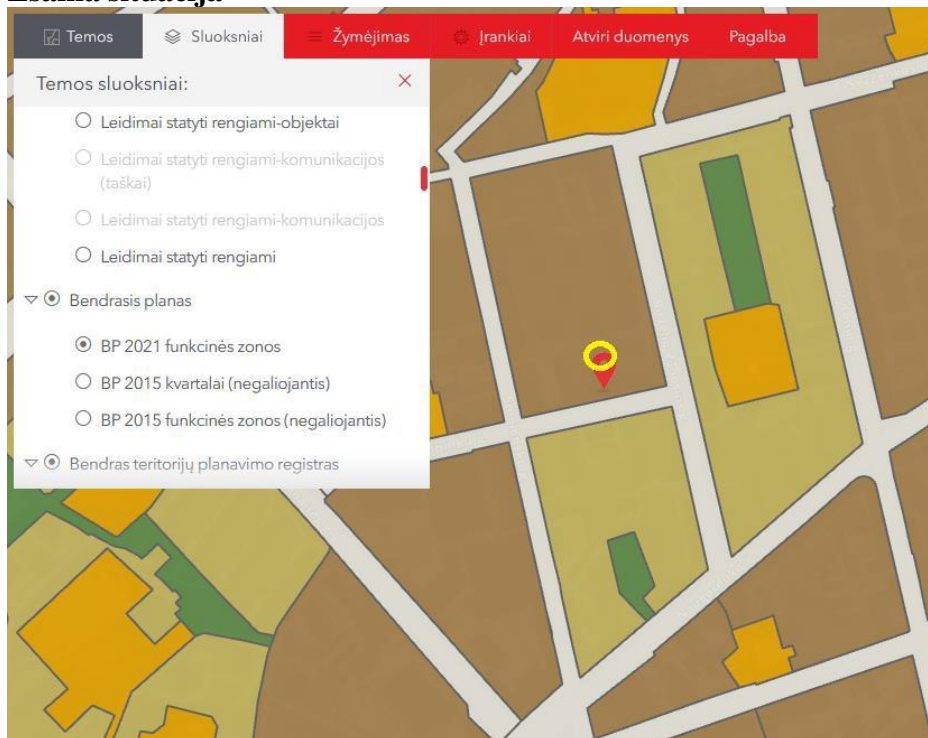 Esama situacija
Temos
Sluoksniai
Žymėjimas
Įrankiai
Atviri duomenys
Pagalba
Temos sluoksniai:
Leidimai statyti rengiami-objektai
Leidimai statyti rengiami-komunikacijos
(taškai)
Leidimai statyti rengiami-komunikacijos
Leidimai statyti rengiami
Bendrasis planas
BP 2021 funkcinės zonos
BP 2015 kvartalai (negaliojantis)
BP 2015 funkcinės zonos (negaliojantis)
Bendras teritorijų planavimo registras